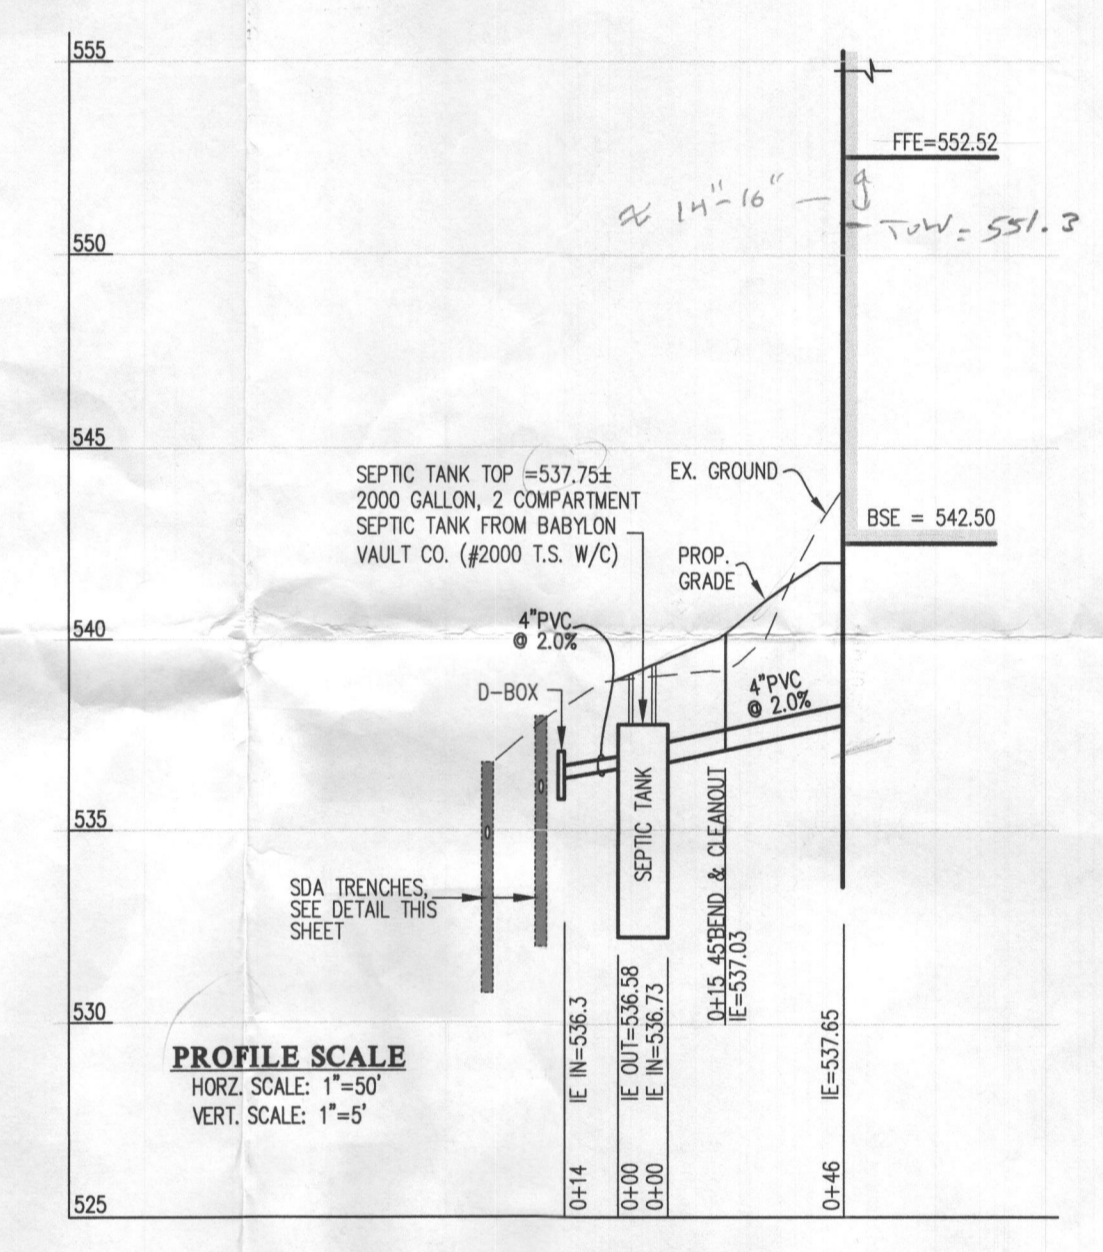 555
FFE=552.52
≈ 14"-16"
TOW = 551.3
550
545
SEPTIC TANK TOP =537.75±
2000 GALLON, 2 COMPARTMENT
SEPTIC TANK FROM BABYLON
VAULT CO. (#2000 T.S. W/C)
EX. GROUND
BSE = 542.50
PROP.
GRADE
540
4"PVC
@ 2.0%
D-BOX
4"PVC
@ 2.0%
535
SEPTIC TANK
SDA TRENCHES,
SEE DETAIL THIS
SHEET
530
0+14 IE IN=536.3
0+00 IE OUT=536.58
0+00 IE IN=536.73
0+15 45°BEND & CLEANOUT
IE=537.03
0+46 IE=537.65
PROFILE SCALE
HORZ. SCALE: 1"=50'
VERT. SCALE: 1"=5'
525